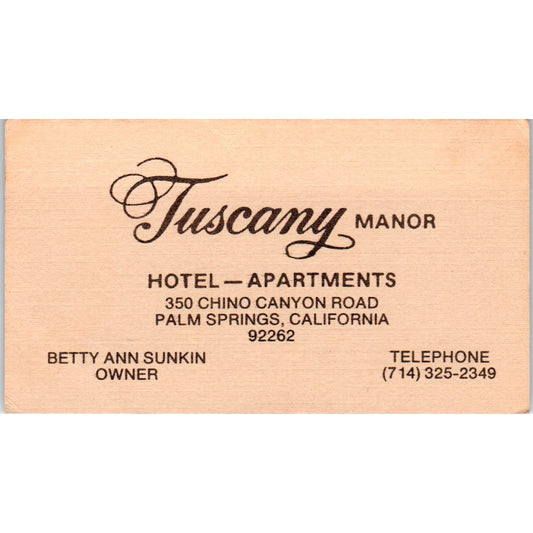 Tuscany MANOR
HOTEL — APARTMENTS
350 CHINO CANYON ROAD
PALM SPRINGS, CALIFORNIA
92262
BETTY ANN SUNKIN
OWNER
TELEPHONE
(714) 325-2349